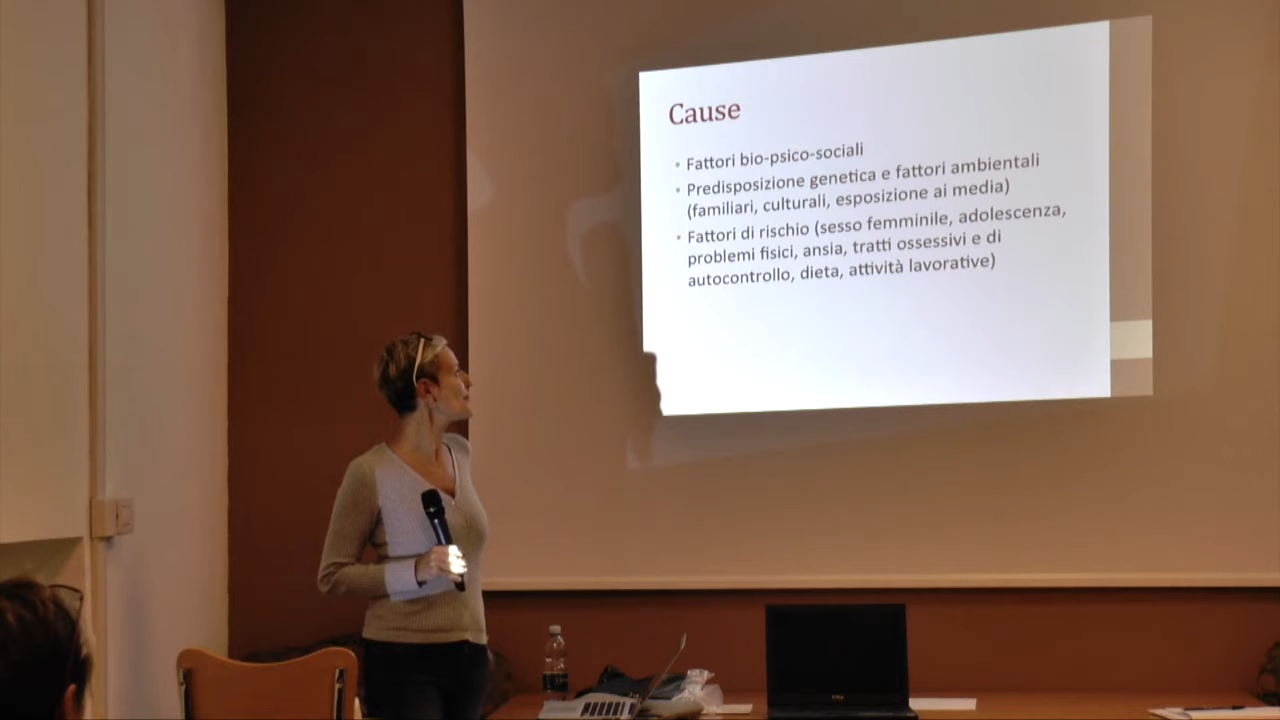 Cause
• Fattori bio-psico-sociali
• Predisposizione genetica e fattori ambientali
(familiari, culturali, esposizione ai media)
• Fattori di rischio (sesso femminile, adolescenza,
problemi fisici, ansia, tratti ossessivi e di
autocontrollo, dieta, attività lavorative)